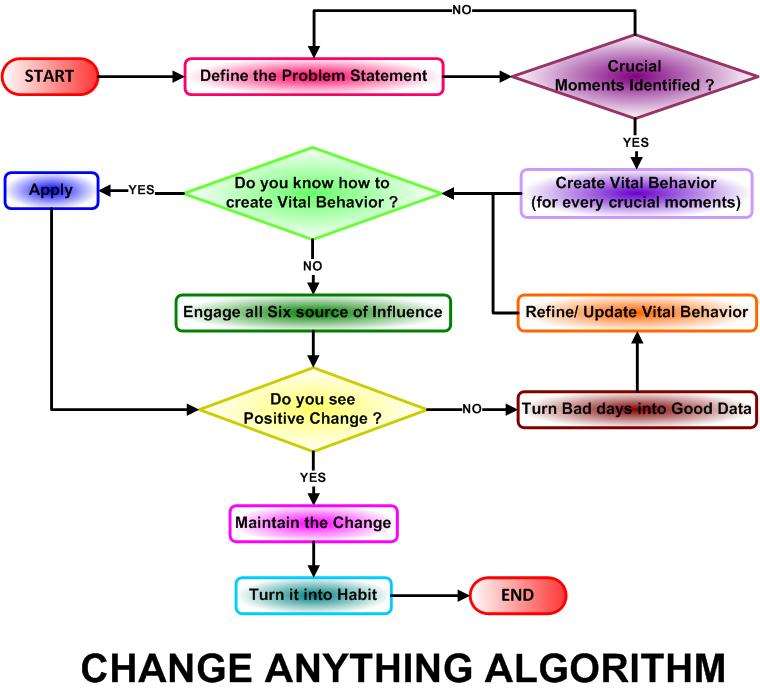 NO
START
Define the Problem Statement
Crucial
Moments Identified ?
YES
Create Vital Behavior
(for every crucial moments)
Do you know how to
create Vital Behavior ?
YES
Apply
NO
Engage all Six source of Influence
Refine/ Update Vital Behavior
Do you see
Positive Change ?
NO
Turn Bad days into Good Data
YES
Maintain the Change
Turn it into Habit
END
CHANGE ANYTHING ALGORITHM